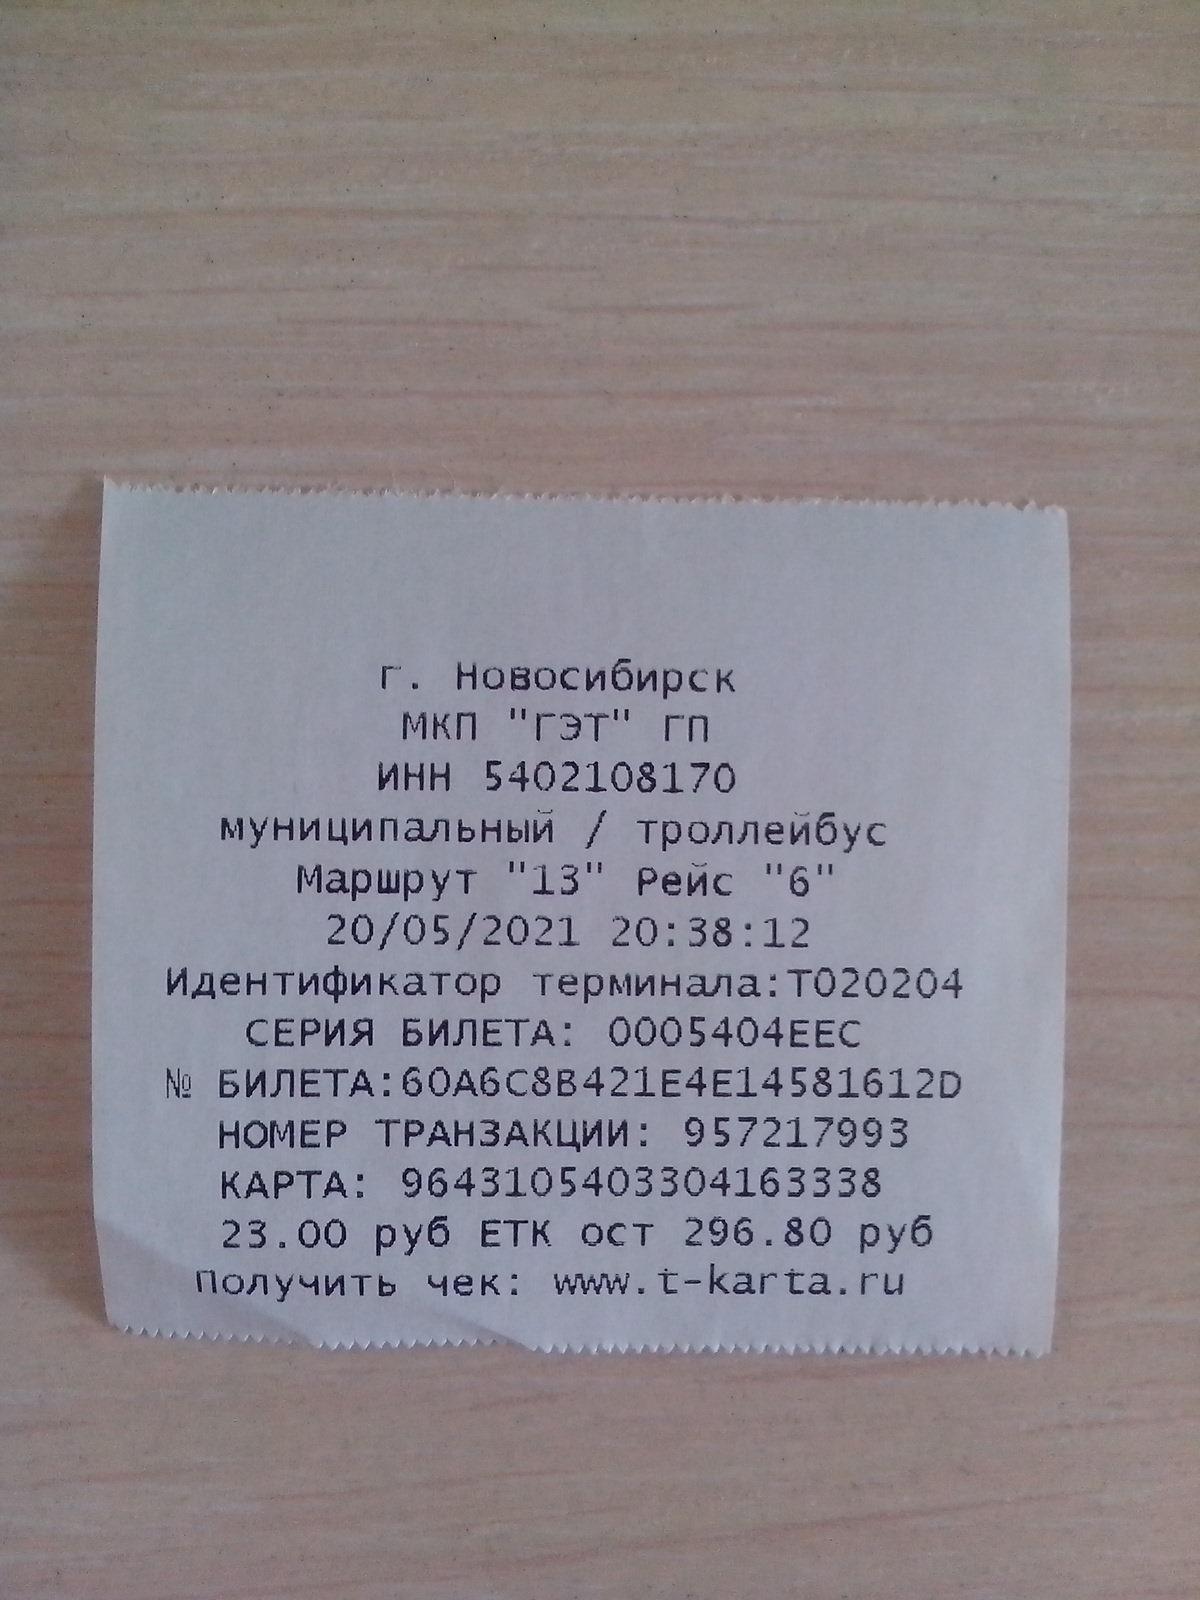 г. Новосибирск
МКП "ГЭТ" ГП
ИНН 5402108170
муниципальный / троллейбус
Маршрут "13" Рейс "6"
20/05/2021 20:38:12
Идентификатор терминала:T020204
СЕРИЯ БИЛЕТА: 0005404EEC
№ БИЛЕТА:60A6C8B421E4E14581612D
НОМЕР ТРАНЗАКЦИИ: 957217993
КАРТА: 9643105403304163338
23.00 руб ЕТК ост 296.80 руб
Получить чек: www.t-karta.ru